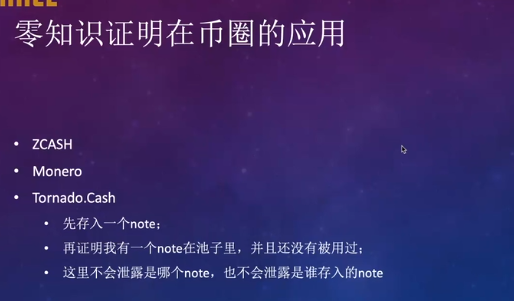 零知识证明在币圈的应用
• ZCASH
• Monero
• Tornado.Cash
• 先存入一个note;
• 再证明我有一个note在池子里，并且还没有被用过;
• 这里不会泄露是哪个note，也不会泄露是谁存入的note